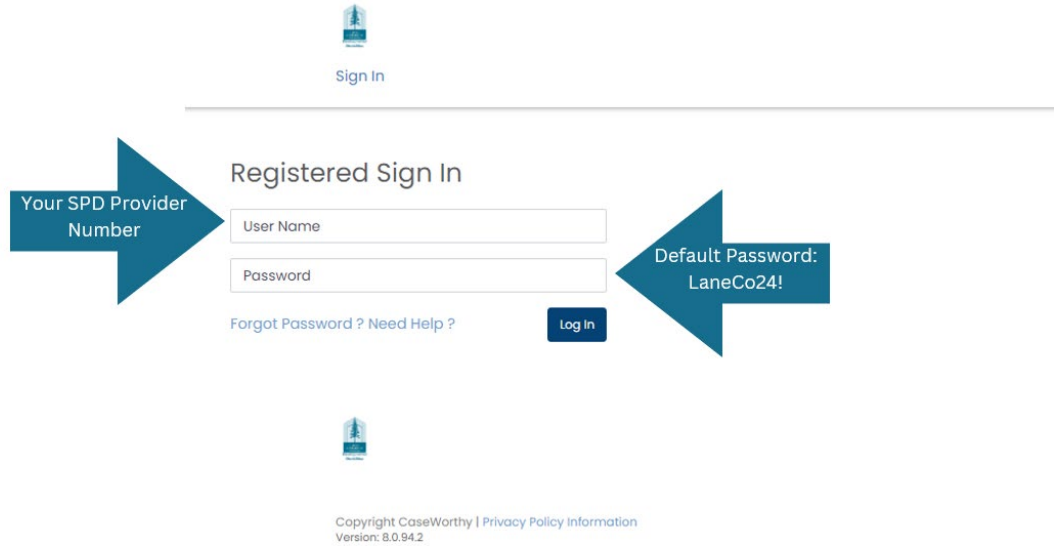 Sign In
Registered Sign In
Your SPD Provider
Number
User Name
Password
Default Password:
LaneCo24!
Forgot Password ? Need Help ?
Log In
Copyright CaseWorthy | Privacy Policy Information
Version: 8.0.94.2